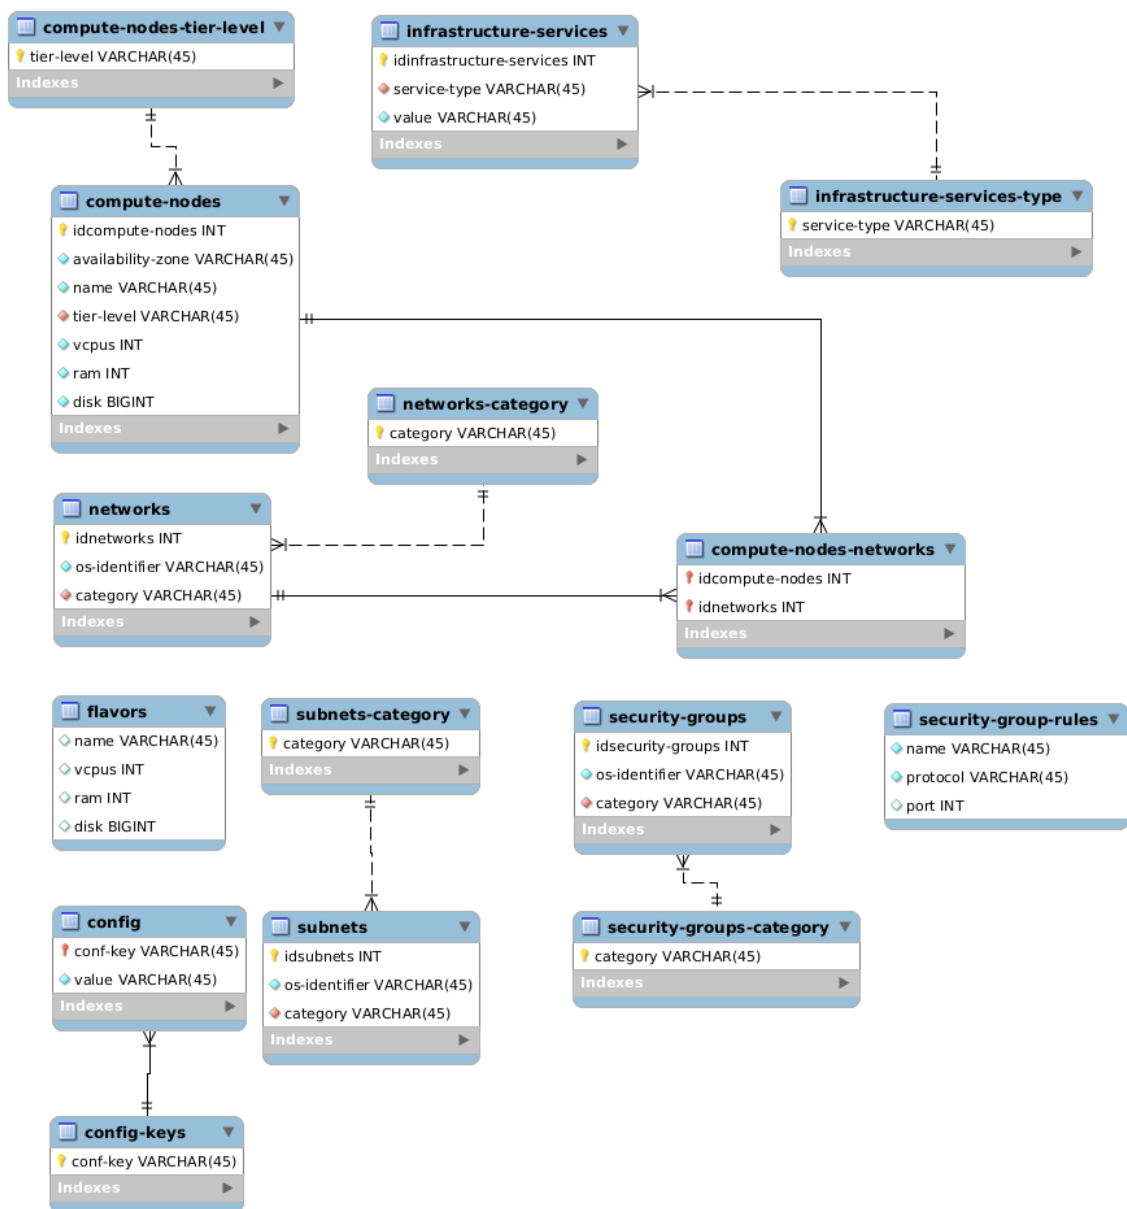 compute-nodes-tier-level
tier-level VARCHAR(45)
Indexes
infrastructure-services
idinfrastructure-services INT
service-type VARCHAR(45)
value VARCHAR(45)
Indexes
infrastructure-services-type
service-type VARCHAR(45)
Indexes
compute-nodes
idcompute-nodes INT
availability-zone VARCHAR(45)
name VARCHAR(45)
tier-level VARCHAR(45)
vcpus INT
ram INT
disk BIGINT
Indexes
networks-category
category VARCHAR(45)
Indexes
networks
idnetworks INT
os-identifier VARCHAR(45)
category VARCHAR(45)
Indexes
compute-nodes-networks
idcompute-nodes INT
idnetworks INT
Indexes
flavors
name VARCHAR(45)
vcpus INT
ram INT
disk BIGINT
subnets-category
category VARCHAR(45)
Indexes
security-groups
idsecurity-groups INT
os-identifier VARCHAR(45)
category VARCHAR(45)
Indexes
security-group-rules
name VARCHAR(45)
protocol VARCHAR(45)
port INT
config
conf-key VARCHAR(45)
value VARCHAR(45)
Indexes
subnets
idsubnets INT
os-identifier VARCHAR(45)
category VARCHAR(45)
Indexes
security-groups-category
category VARCHAR(45)
Indexes
config-keys
conf-key VARCHAR(45)
Indexes